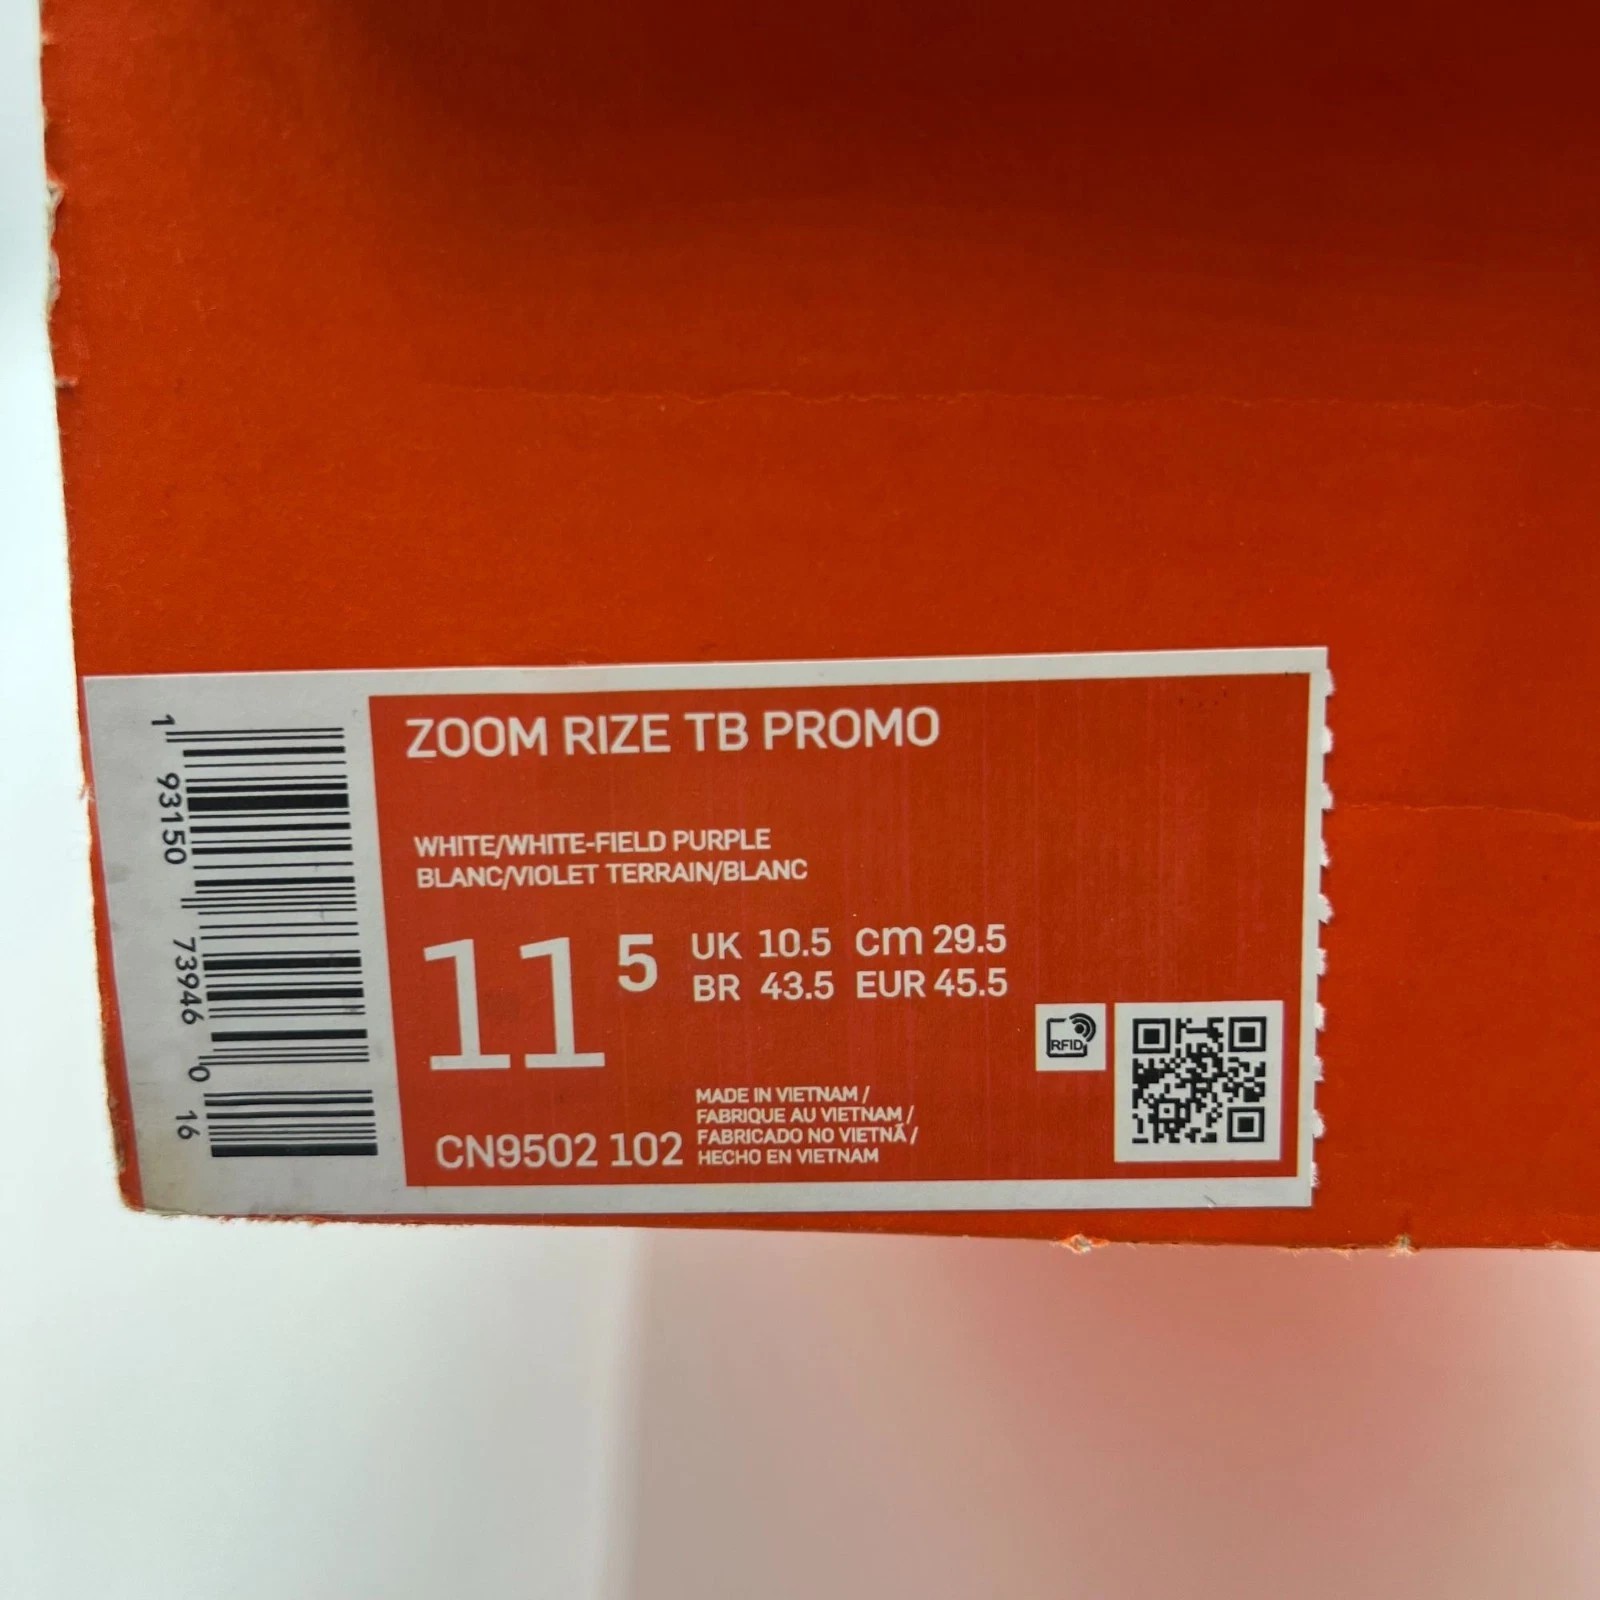 ZOOM RIZE TB PROMO
WHITE/WHITE-FIELD PURPLE
BLANC/VIOLET TERRAIN/BLANC
11 5
UK 10.5 cm 29.5
BR 43.5 EUR 45.5
RFID
CN9502 102
MADE IN VIETNAM /
FABRIQUE AU VIETNAM /
FABRICADO NO VIETNÃ /
HECHO EN VIETNAM
1 93150 73946 0 16